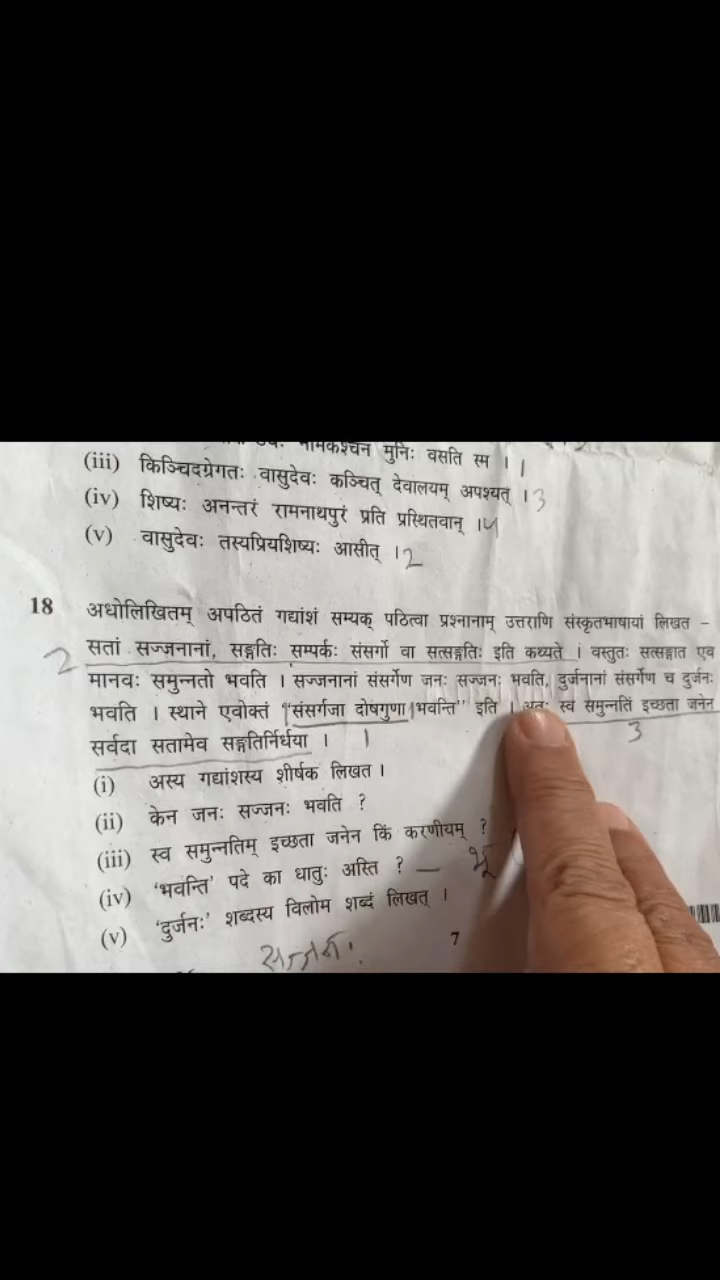 नामकश्चन मुनिः वसति स्म । 1
(iii) किञ्चिदग्रेगतः वासुदेवः कञ्चित् देवालयम् अपश्यत् । 3
(iv) शिष्यः अनन्तरं रामनाथपुरं प्रति प्रस्थितवान् । 4
(v) वासुदेवः तस्यप्रियशिष्यः आसीत् । 2
18 अधोलिखितम् अपठितं गद्यांशं सम्यक् पठित्वा प्रश्नानाम् उत्तराणि संस्कृतभाषायां लिखत –
2 सतां सज्जनानां, सङ्गतिः सम्पर्कः संसर्गो वा सत्सङ्गतिः इति कथ्यते । वस्तुतः सत्सङ्गात एव
मानवः समुन्नतो भवति । सज्जनानां संसर्गेण जनः सज्जनः भवति, दुर्जनानां संसर्गेण च दुर्जनः
भवति । स्थाने एवोक्तं "संसर्गजा दोषगुणा भवन्ति" इति । अतः स्व समुन्नतिं इच्छता जनेन
सर्वदा सतामेव सङ्गतिर्निर्धेया । 1 3
(i) अस्य गद्यांशस्य शीर्षक लिखत ।
(ii) केन जनः सज्जनः भवति ?
(iii) स्व समुन्नतिम् इच्छता जनेन किं करणीयम् ?
(iv) 'भवन्ति' पदे का धातुः अस्ति ? — भू
(v) 'दुर्जनः' शब्दस्य विलोम शब्दं लिखत् ।
सज्जनः
7